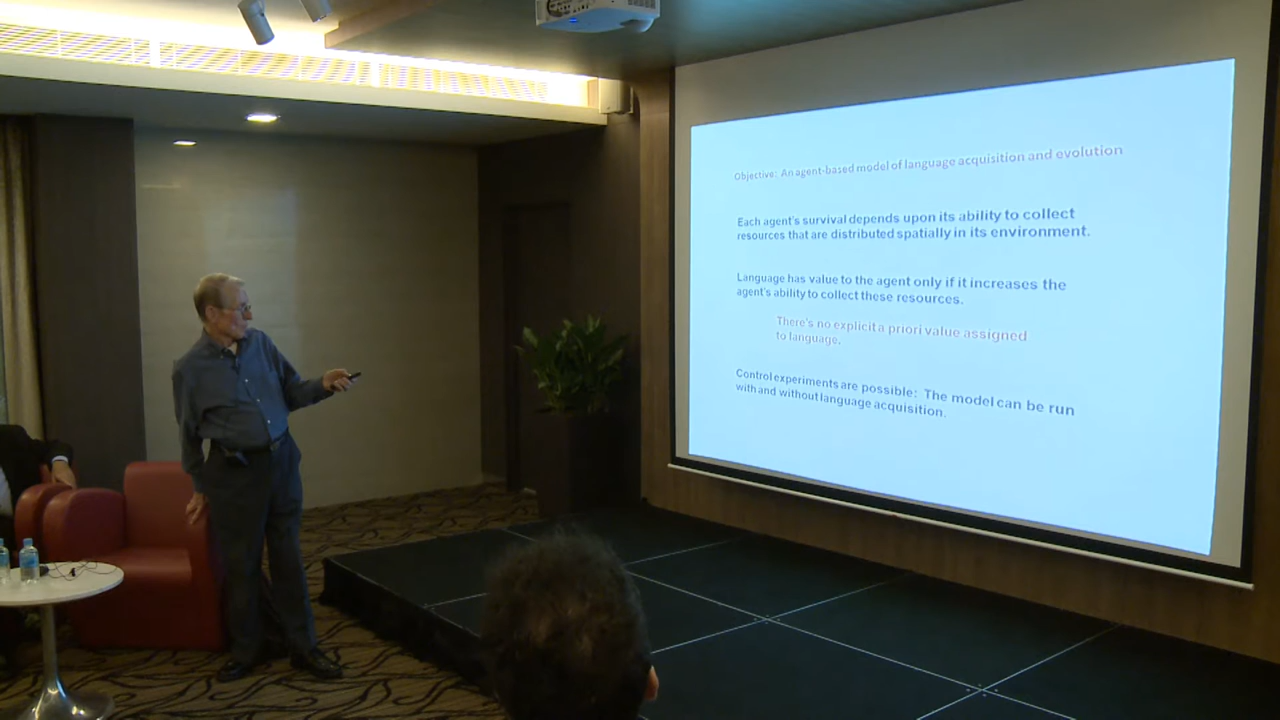 Objective: An agent-based model of language acquisition and evolution
Each agent's survival depends upon its ability to collect
resources that are distributed spatially in its environment.
Language has value to the agent only if it increases the
agent's ability to collect these resources.
There's no explicit a priori value assigned
to language.
Control experiments are possible: The model can be run
with and without language acquisition.